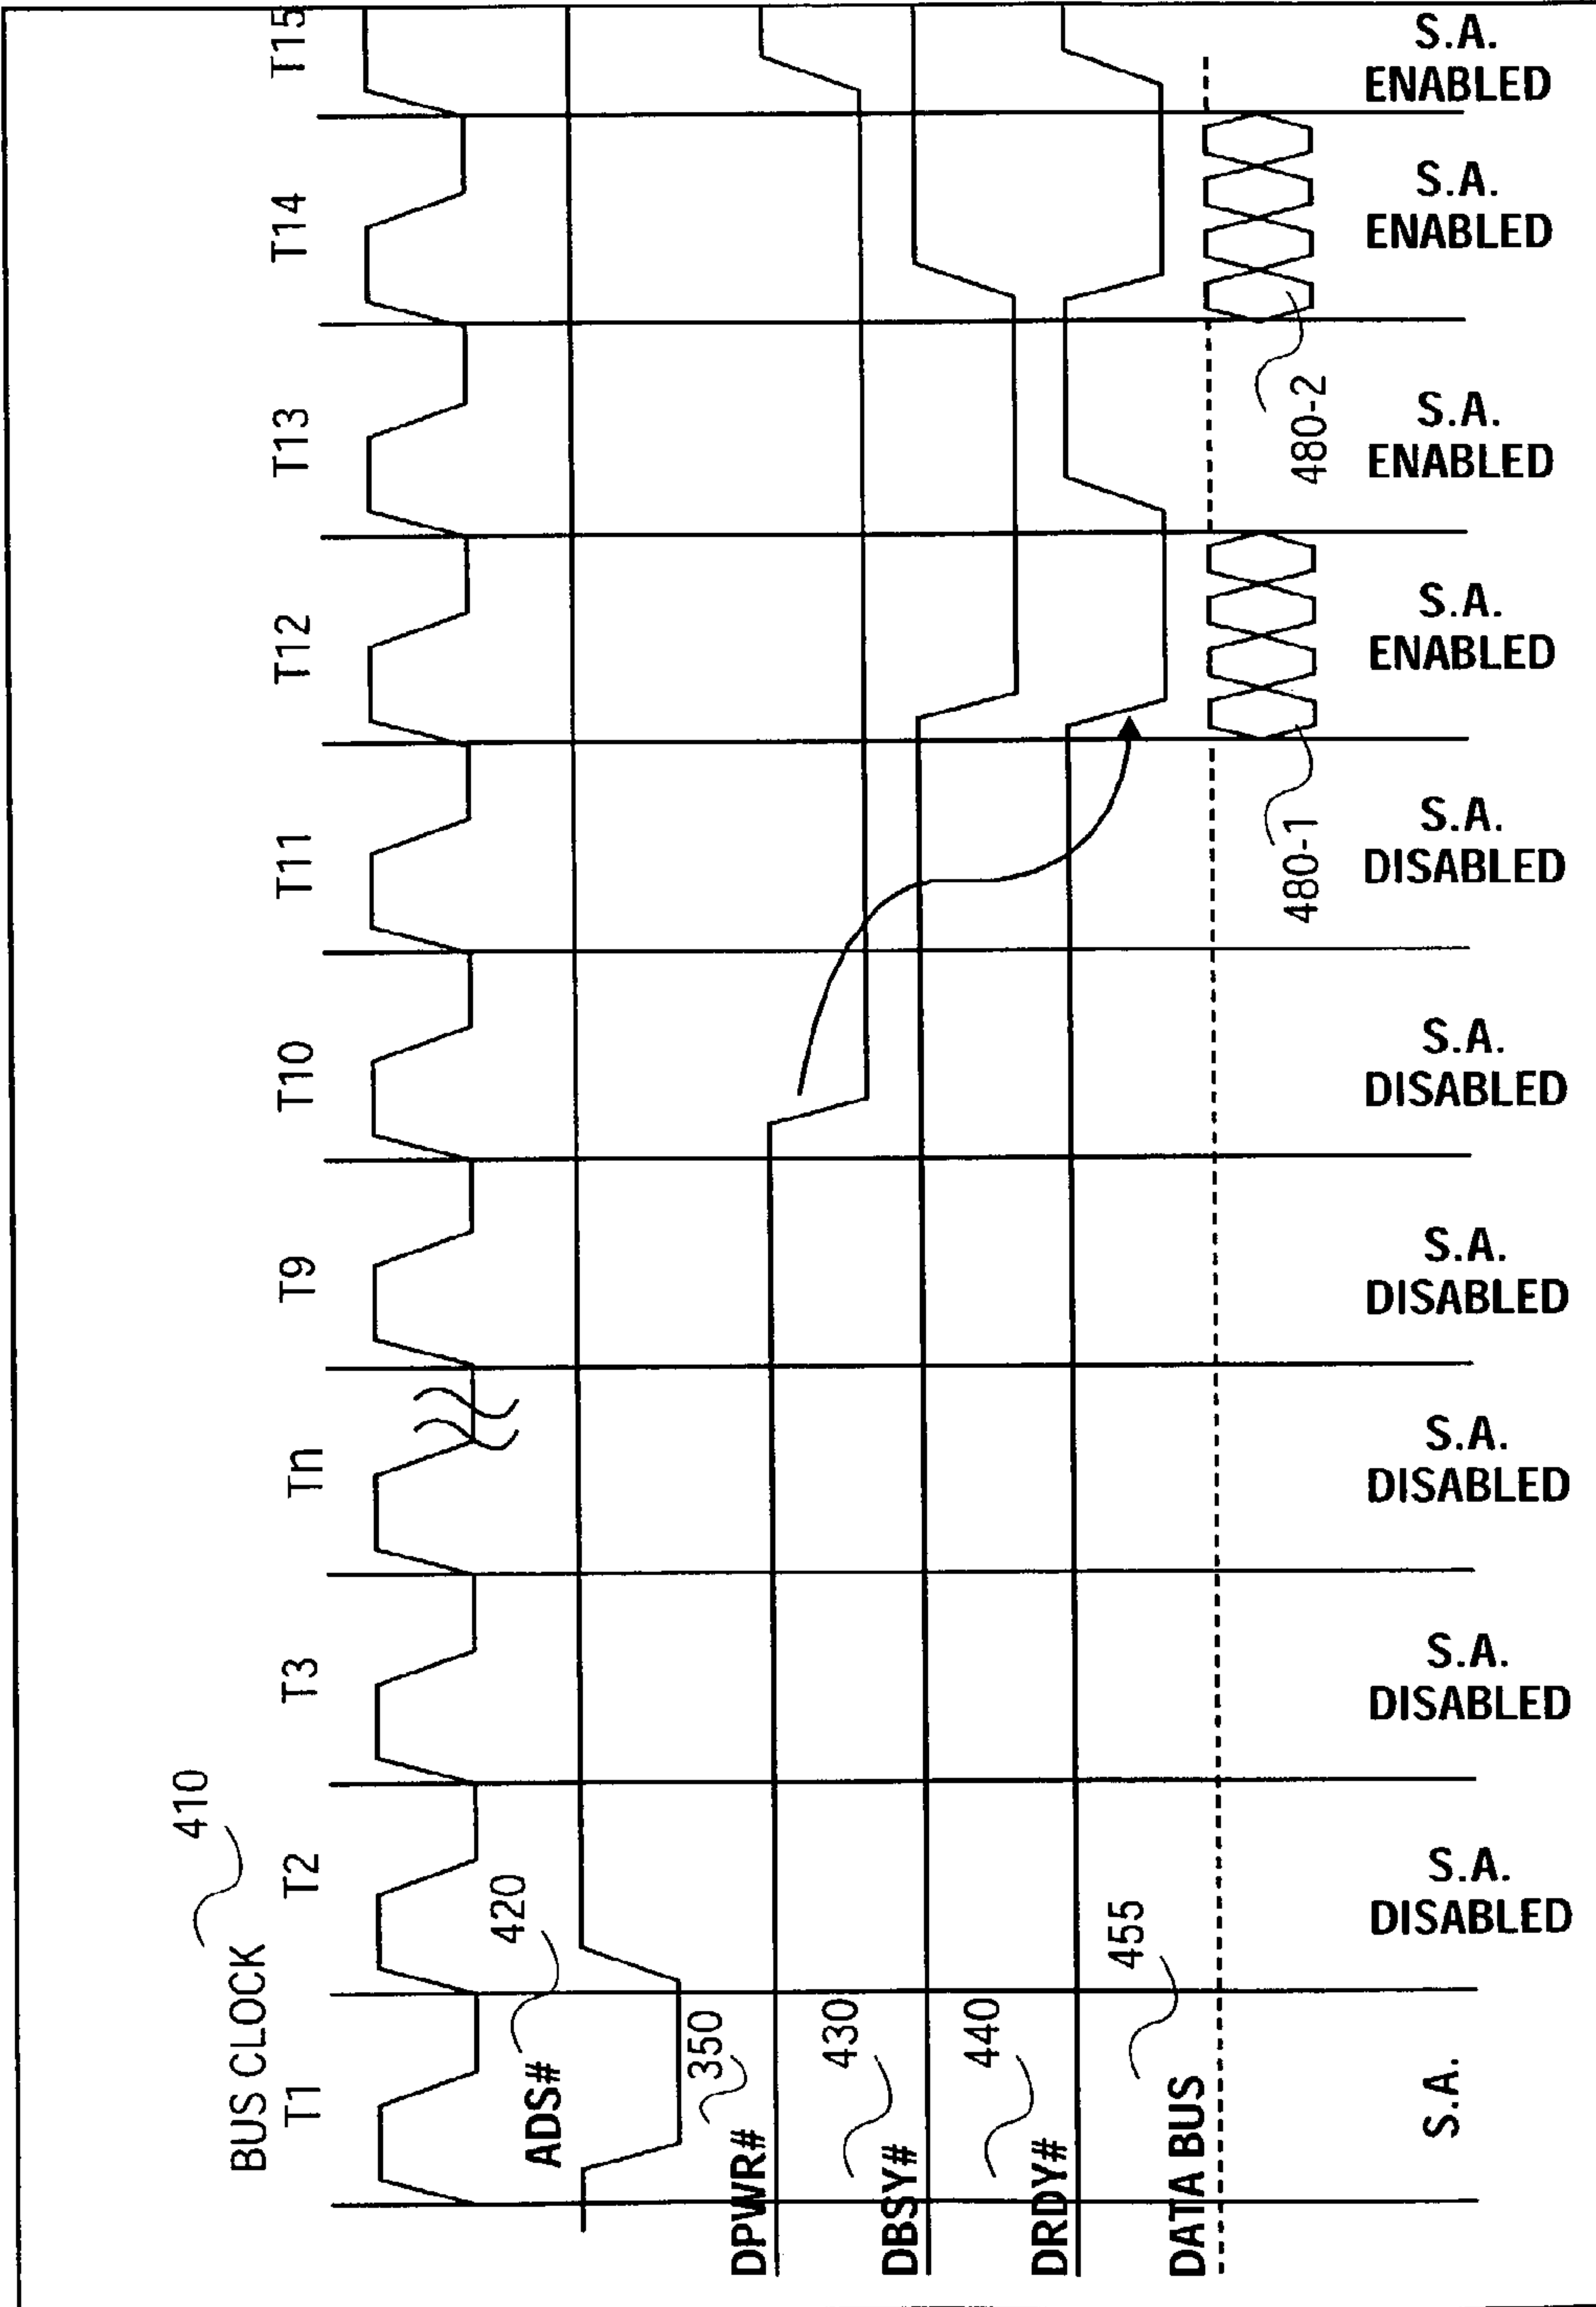 410
BUS CLOCK
T1
T2
T3
Tn
T9
T10
T11
T12
T13
T14
T15
ADS#
420
DPWR#
350
DBSY#
430
DRDY#
440
DATA BUS
455
480-1
480-2
S.A.
S.A.
DISABLED
S.A.
DISABLED
S.A.
DISABLED
S.A.
DISABLED
S.A.
DISABLED
S.A.
DISABLED
S.A.
ENABLED
S.A.
ENABLED
S.A.
ENABLED
S.A.
ENABLED